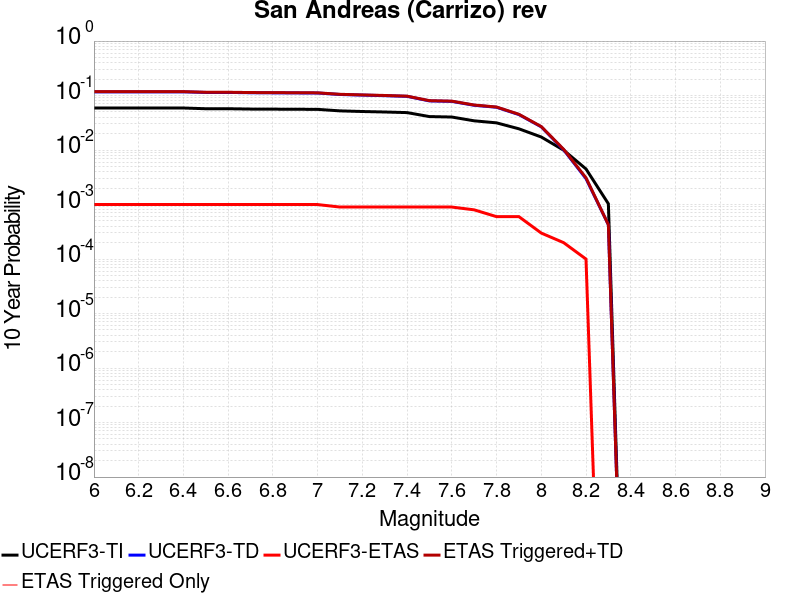 San Andreas (Carrizo) rev
10^0
10^-1
10^-2
10^-3
10^-4
10^-5
10^-6
10^-7
10^-8
10 Year Probability
6 6.2 6.4 6.6 6.8 7 7.2 7.4 7.6 7.8 8 8.2 8.4 8.6 8.8 9
Magnitude
UCERF3-TI UCERF3-TD UCERF3-ETAS ETAS Triggered+TD
ETAS Triggered Only